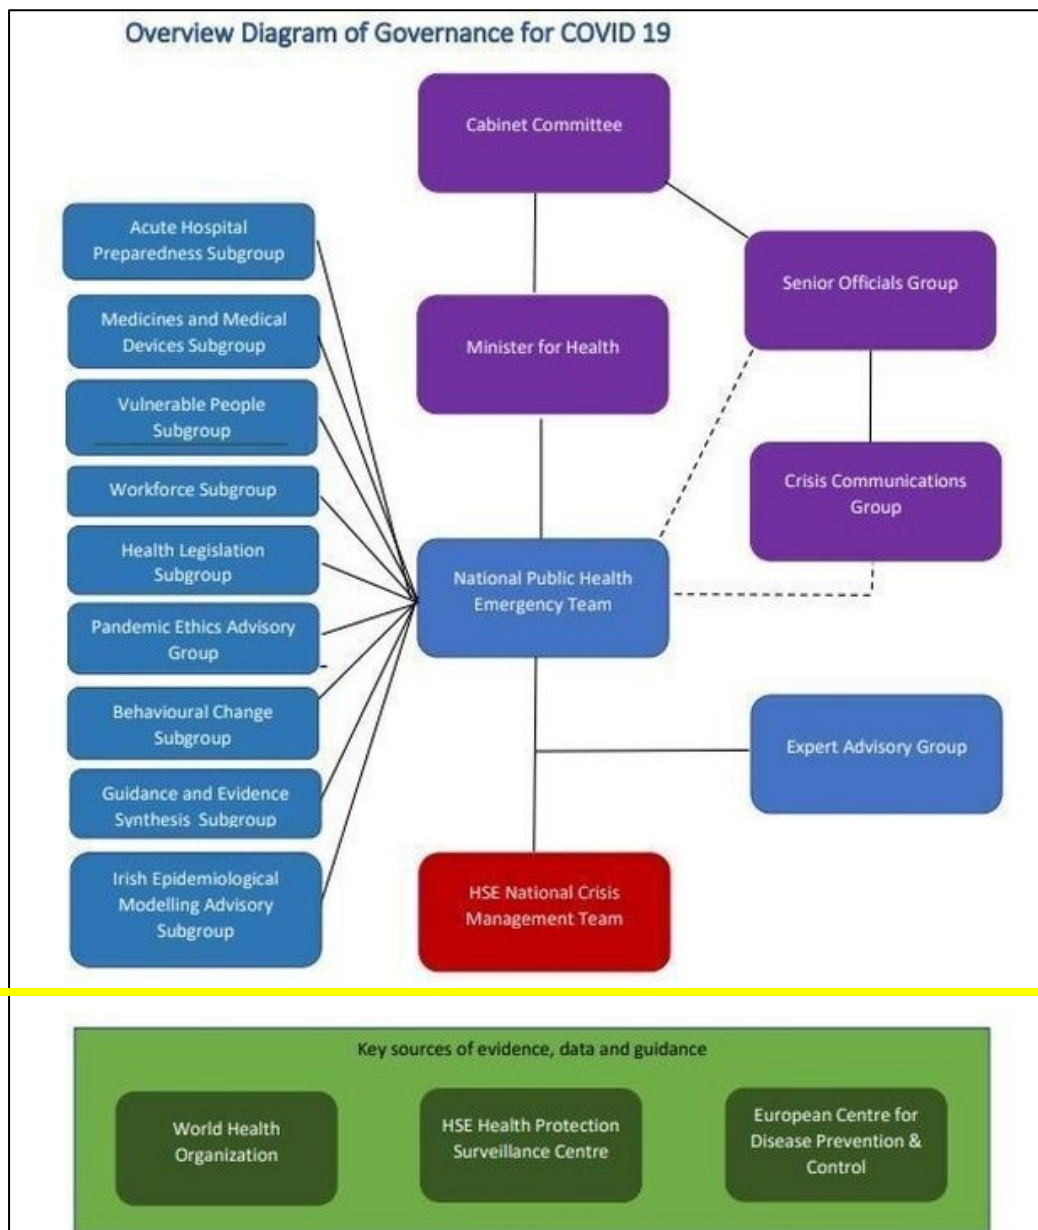 Overview Diagram of Governance for COVID 19
Cabinet Committee
Acute Hospital
Preparedness Subgroup
Senior Officials Group
Medicines and Medical
Devices Subgroup
Minister for Health
Vulnerable People
Subgroup
Workforce Subgroup
Crisis Communications
Group
Health Legislation
Subgroup
National Public Health
Emergency Team
Pandemic Ethics Advisory
Group
Behavioural Change
Subgroup
Expert Advisory Group
Guidance and Evidence
Synthesis Subgroup
Irish Epidemiological
Modelling Advisory
Subgroup
HSE National Crisis
Management Team
Key sources of evidence, data and guidance
World Health
Organization
HSE Health Protection
Surveillance Centre
European Centre for
Disease Prevention &
Control